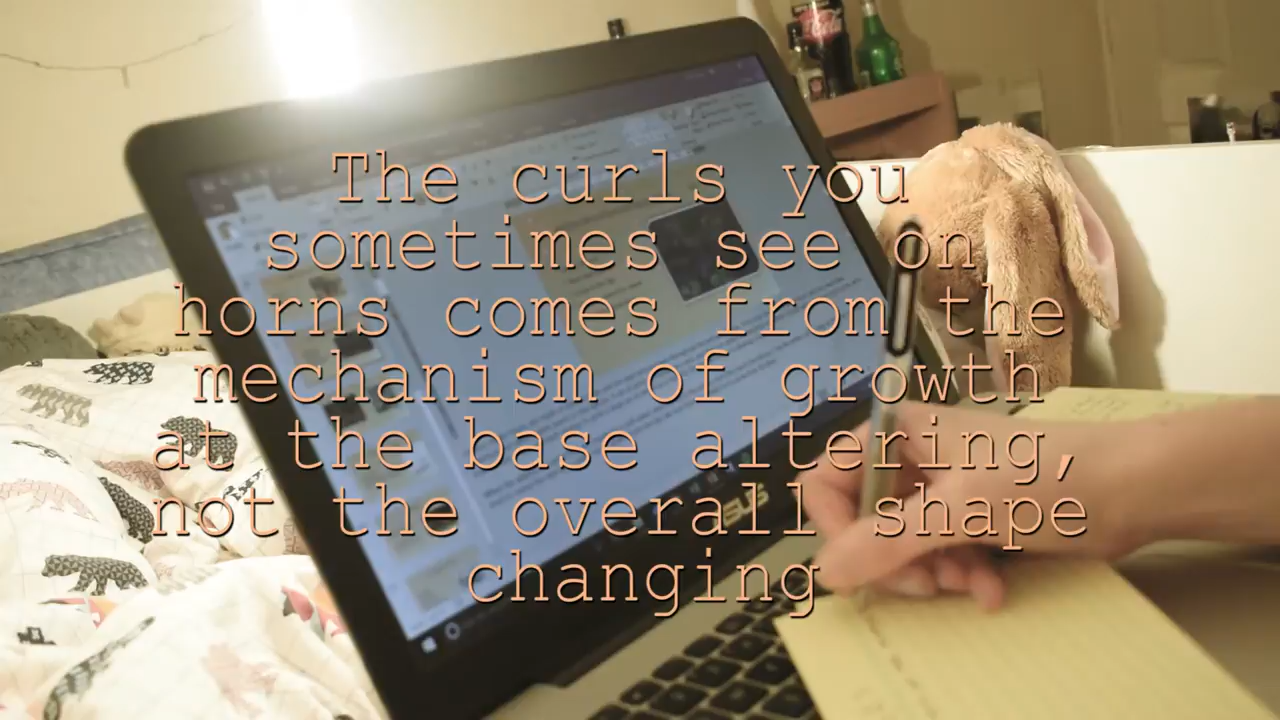 The curls you
sometimes see on
horns comes from the
mechanism of growth
at the base altering,
not the overall shape
changing
ASUS